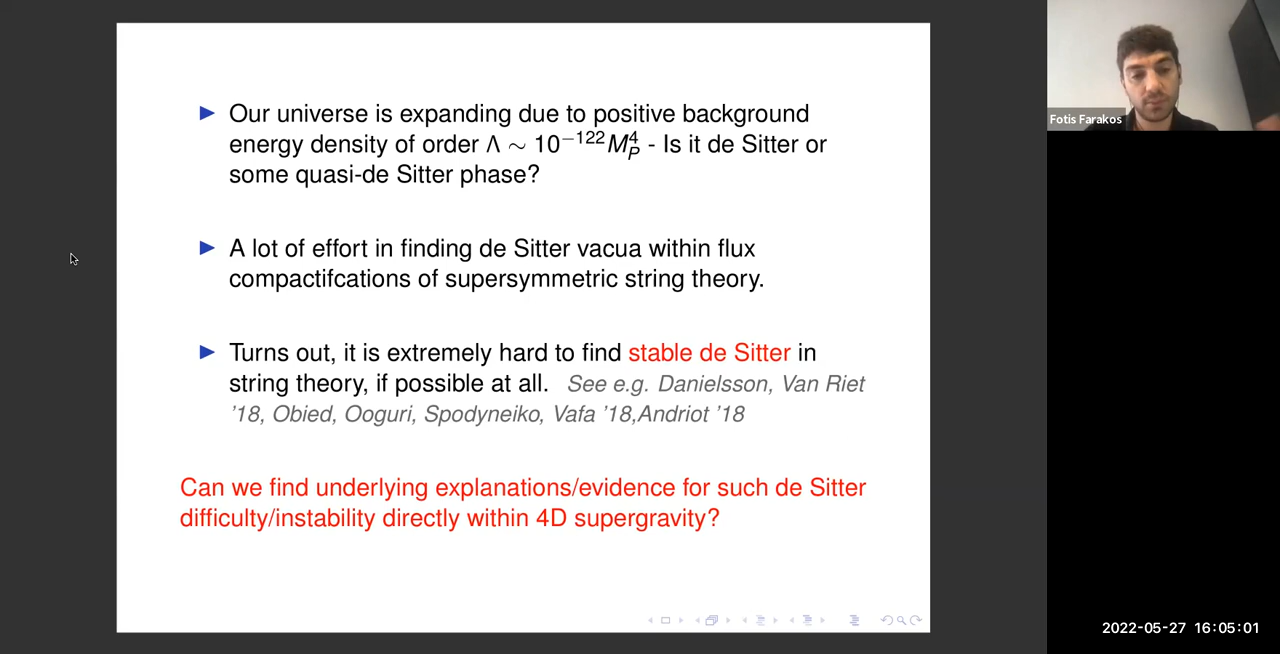 Our universe is expanding due to positive background
energy density of order Λ ∼ 10⁻¹²²M⁴_P - Is it de Sitter or
some quasi-de Sitter phase?
A lot of effort in finding de Sitter vacua within flux
compactifcations of supersymmetric string theory.
Turns out, it is extremely hard to find stable de Sitter in
string theory, if possible at all. See e.g. Danielsson, Van Riet
'18, Obied, Ooguri, Spodyneiko, Vafa '18,Andriot '18
Can we find underlying explanations/evidence for such de Sitter
difficulty/instability directly within 4D supergravity?
Fotis Farakos
2022-05-27 16:05:01